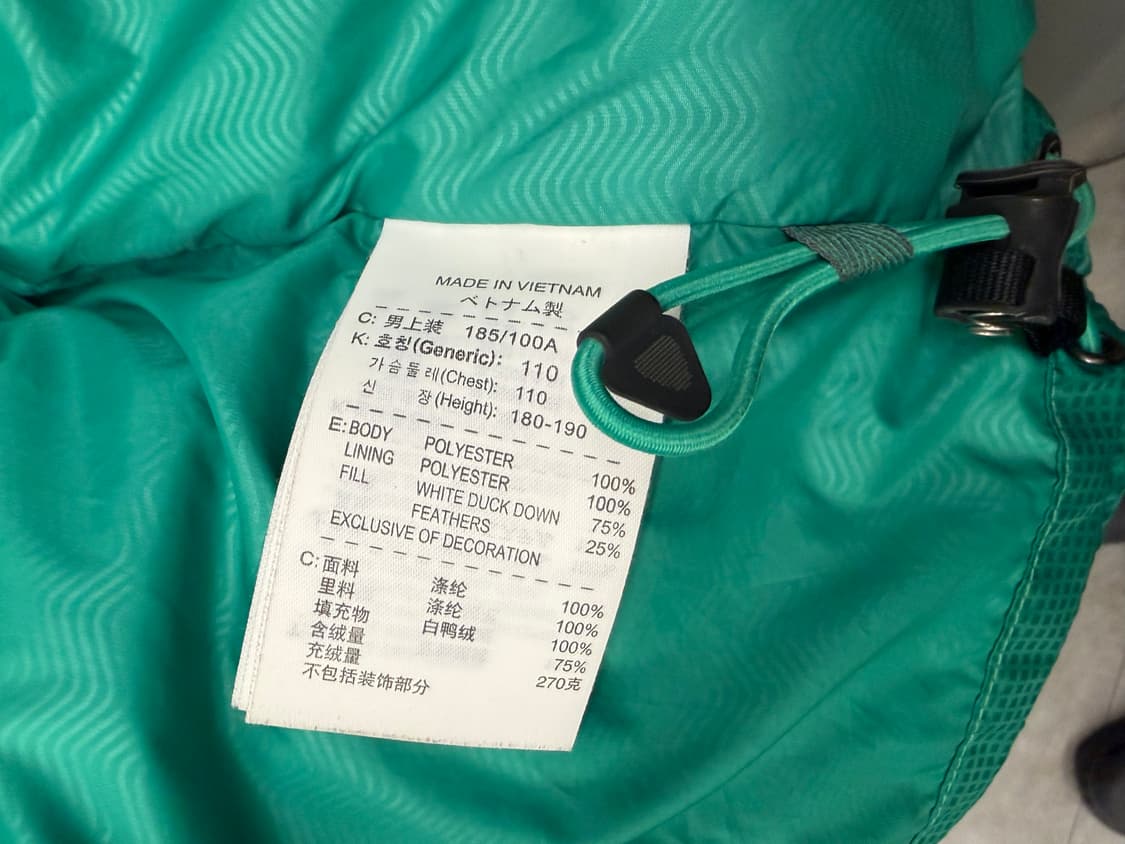 MADE IN VIETNAM
ベトナム製
C: 男上装 185/100A
K: 호칭(Generic): 110
가슴둘레(Chest): 110
신 장(Height): 180-190
E: BODY POLYESTER 100%
LINING POLYESTER 100%
FILL WHITE DUCK DOWN 75%
FEATHERS 25%
EXCLUSIVE OF DECORATION
C: 面料 涤纶 100%
里料 涤纶 100%
填充物 白鸭绒 100%
含绒量 75%
充绒量 270克
不包括装饰部分